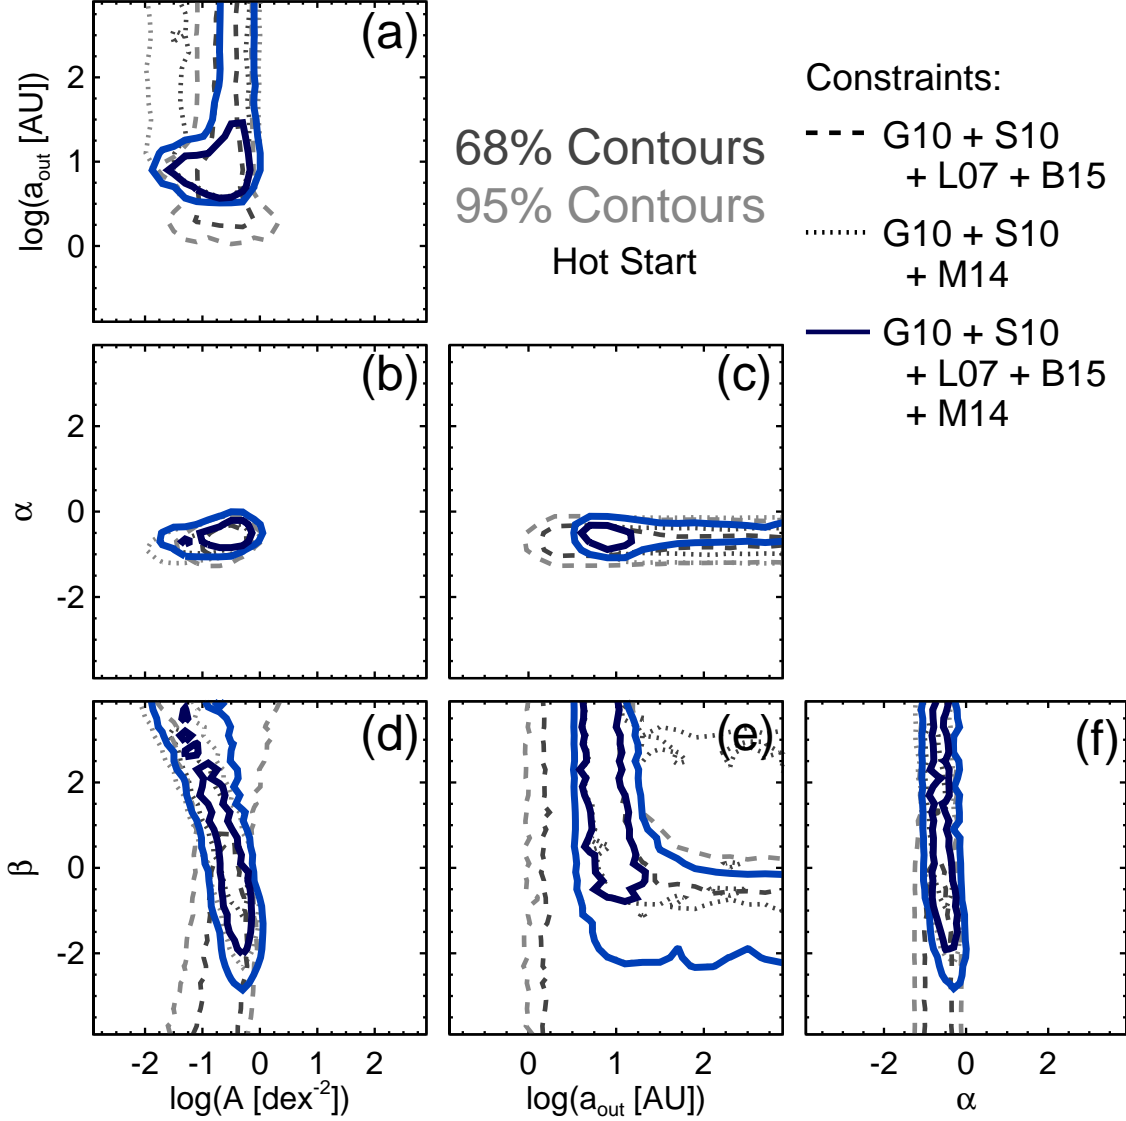 (a)
log(a_out [AU])
2
1
0
68% Contours
95% Contours
Hot Start
Constraints:
G10 + S10
+ L07 + B15
G10 + S10
+ M14
G10 + S10
+ L07 + B15
+ M14
(b)
α
2
0
-2
(c)
(d)
β
2
0
-2
-2 -1 0 1 2
log(A [dex^-2])
(e)
0 1 2
log(a_out [AU])
(f)
-2 0 2
α